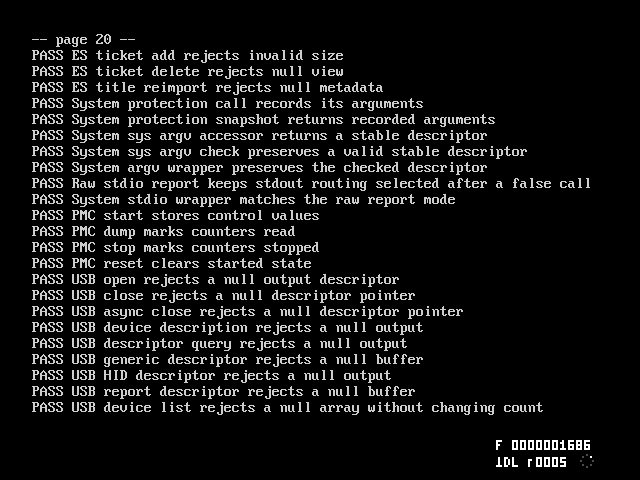 -- page 20 --
PASS ES ticket add rejects invalid size
PASS ES ticket delete rejects null view
PASS ES title reimport rejects null metadata
PASS System protection call records its arguments
PASS System protection snapshot returns recorded arguments
PASS System sys argv accessor returns a stable descriptor
PASS System sys argv check preserves a valid stable descriptor
PASS System argv wrapper preserves the checked descriptor
PASS Raw stdio report keeps stdout routing selected after a false call
PASS System stdio wrapper matches the raw report mode
PASS PMC start stores control values
PASS PMC dump marks counters read
PASS PMC stop marks counters stopped
PASS PMC reset clears started state
PASS USB open rejects a null output descriptor
PASS USB close rejects a null descriptor pointer
PASS USB async close rejects a null descriptor pointer
PASS USB device description rejects a null output
PASS USB descriptor query rejects a null output
PASS USB generic descriptor rejects a null buffer
PASS USB HID descriptor rejects a null output
PASS USB report descriptor rejects a null buffer
PASS USB device list rejects a null array without changing count
F 0000001686
IDL r0005